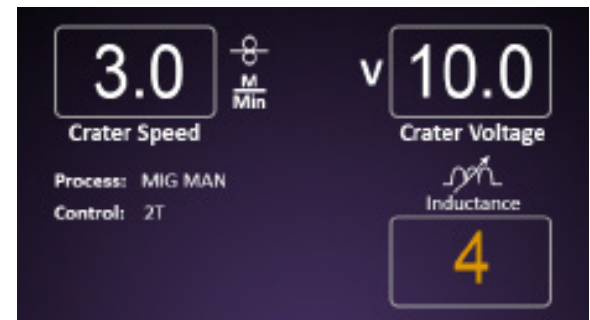 3.0 M/Min V 10.0
Crater Speed Crater Voltage
Process: MIG MAN
Control: 2T
Inductance
4